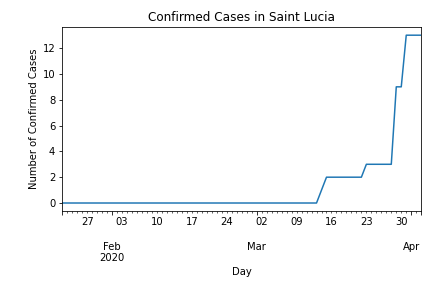 Confirmed Cases in Saint Lucia
Number of Confirmed Cases
12
10
8
6
4
2
0
27 03 10 17 24 02 09 16 23 30
Feb Mar Apr
2020
Day